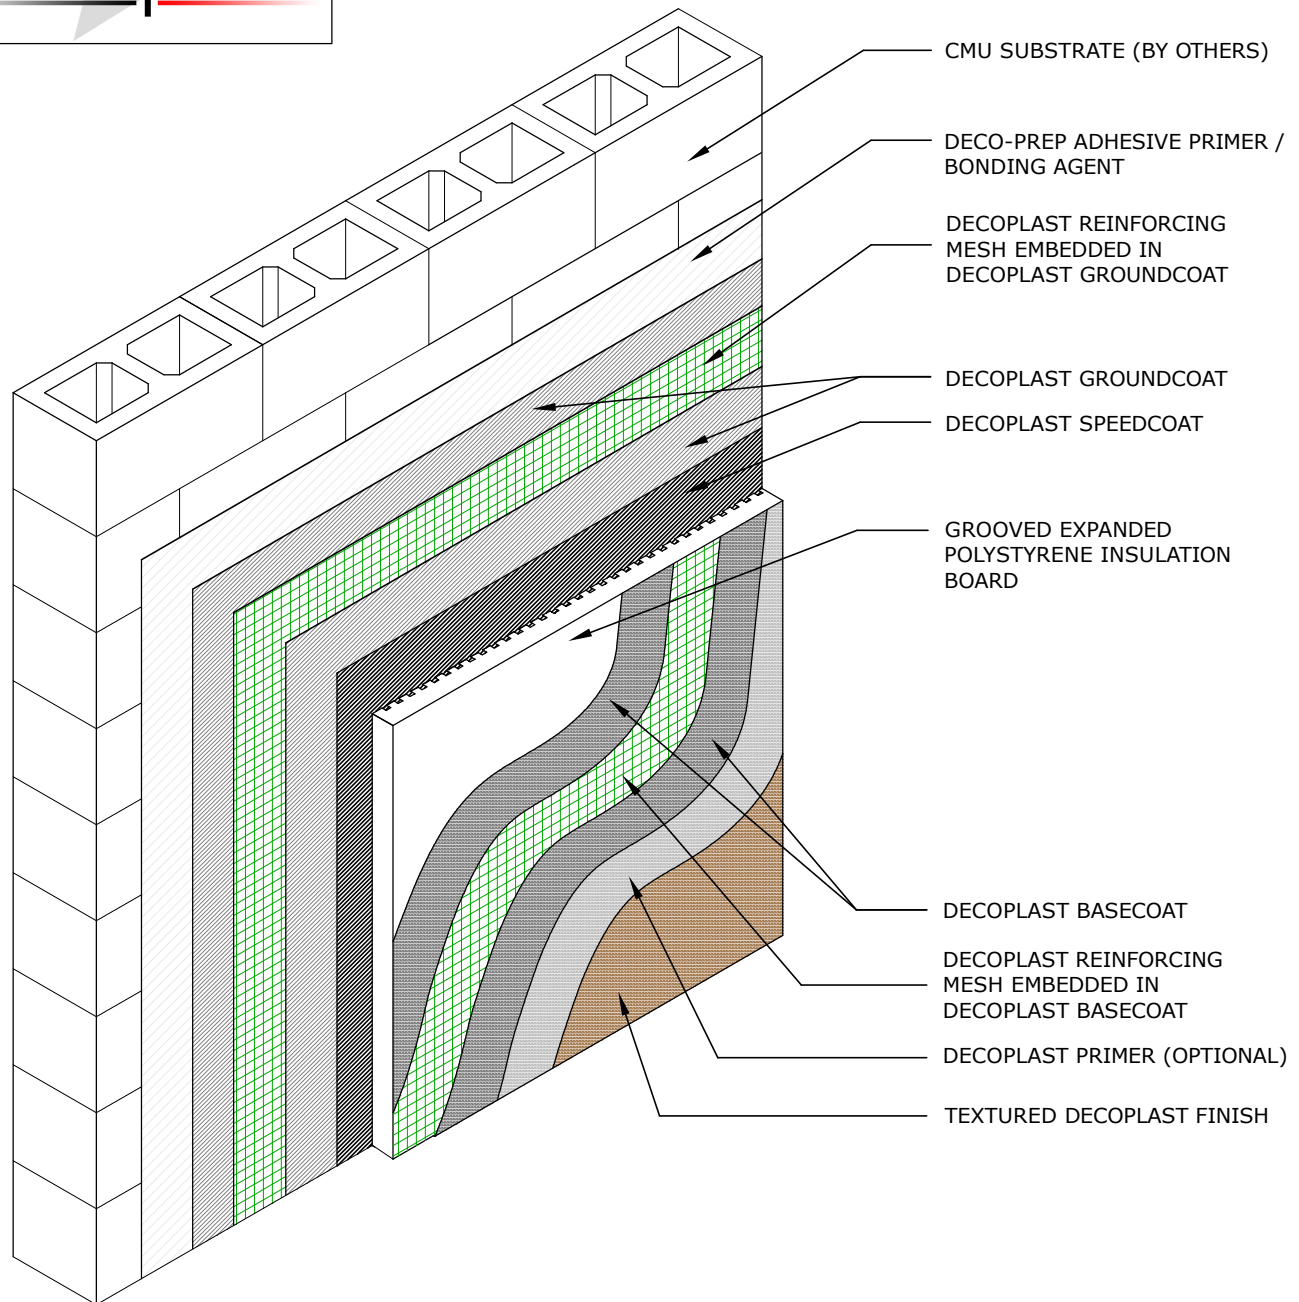 CMU SUBSTRATE (BY OTHERS)
DECO-PREP ADHESIVE PRIMER /
BONDING AGENT
DECOPLAST REINFORCING
MESH EMBEDDED IN
DECOPLAST GROUNDCOAT
DECOPLAST GROUNDCOAT
DECOPLAST SPEEDCOAT
GROOVED EXPANDED
POLYSTYRENE INSULATION
BOARD
DECOPLAST BASECOAT
DECOPLAST REINFORCING
MESH EMBEDDED IN
DECOPLAST BASECOAT
DECOPLAST PRIMER (OPTIONAL)
TEXTURED DECOPLAST FINISH